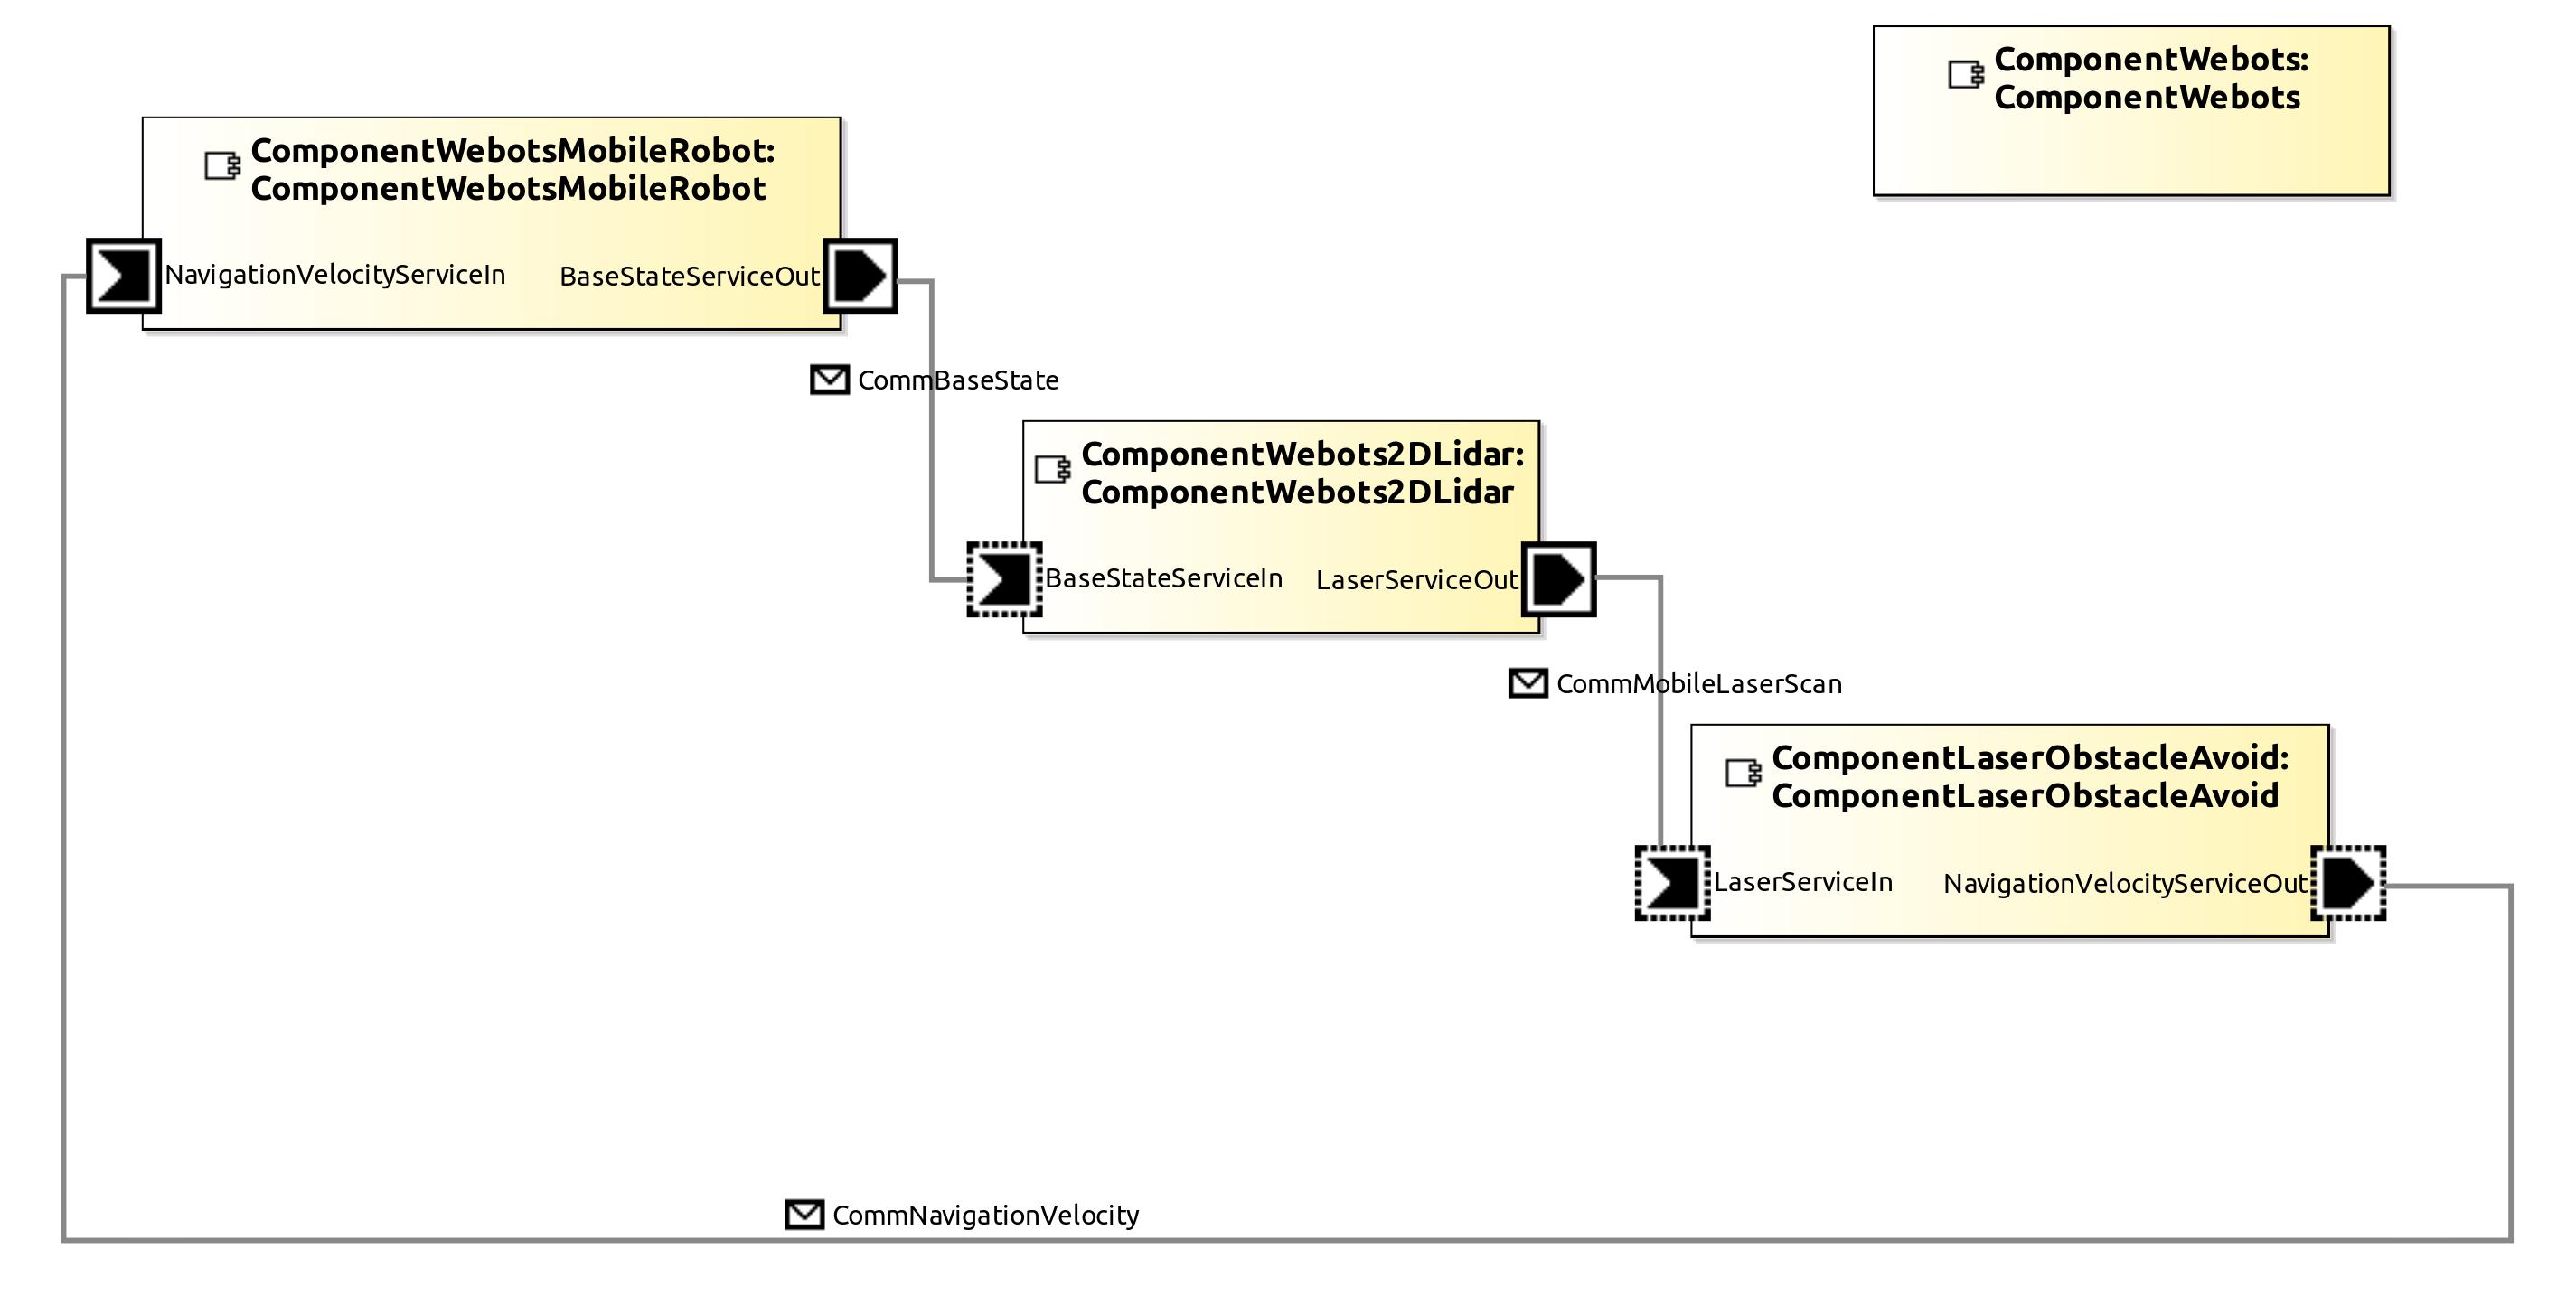 ComponentWebots:
ComponentWebots
ComponentWebotsMobileRobot:
ComponentWebotsMobileRobot
NavigationVelocityServiceIn
BaseStateServiceOut
CommBaseState
ComponentWebots2DLidar:
ComponentWebots2DLidar
BaseStateServiceIn
LaserServiceOut
CommMobileLaserScan
ComponentLaserObstacleAvoid:
ComponentLaserObstacleAvoid
LaserServiceIn
NavigationVelocityServiceOut
CommNavigationVelocity